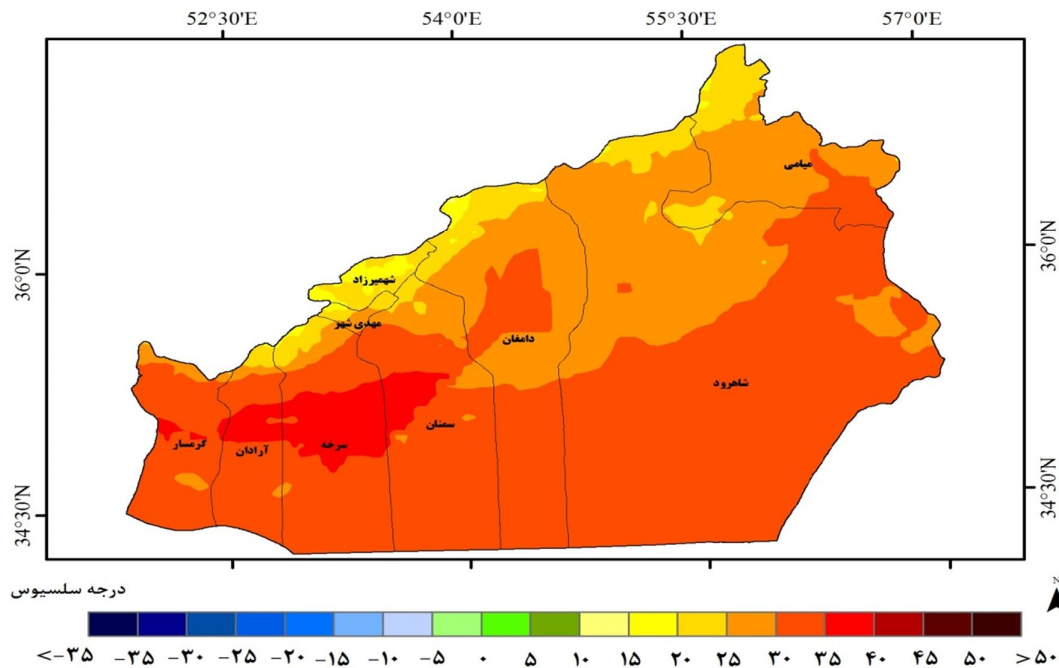 52°30'E 54°0'E 55°30'E 57°0'E
میامی
36°0'N
36°0'N
شهمیرزاد
مهدی شهر
دامغان
شاهرود
سمنان
سرخه
آرادان
گرمسار
34°30'N
34°30'N
درجه سلسیوس
N
<-۳۵ -۳۵ -۳۰ -۲۵ -۲۰ -۱۵ -۱۰ -۵ ۰ ۵ ۱۰ ۱۵ ۲۰ ۲۵ ۳۰ ۳۵ ۴۰ ۴۵ ۵۰ >۵۰